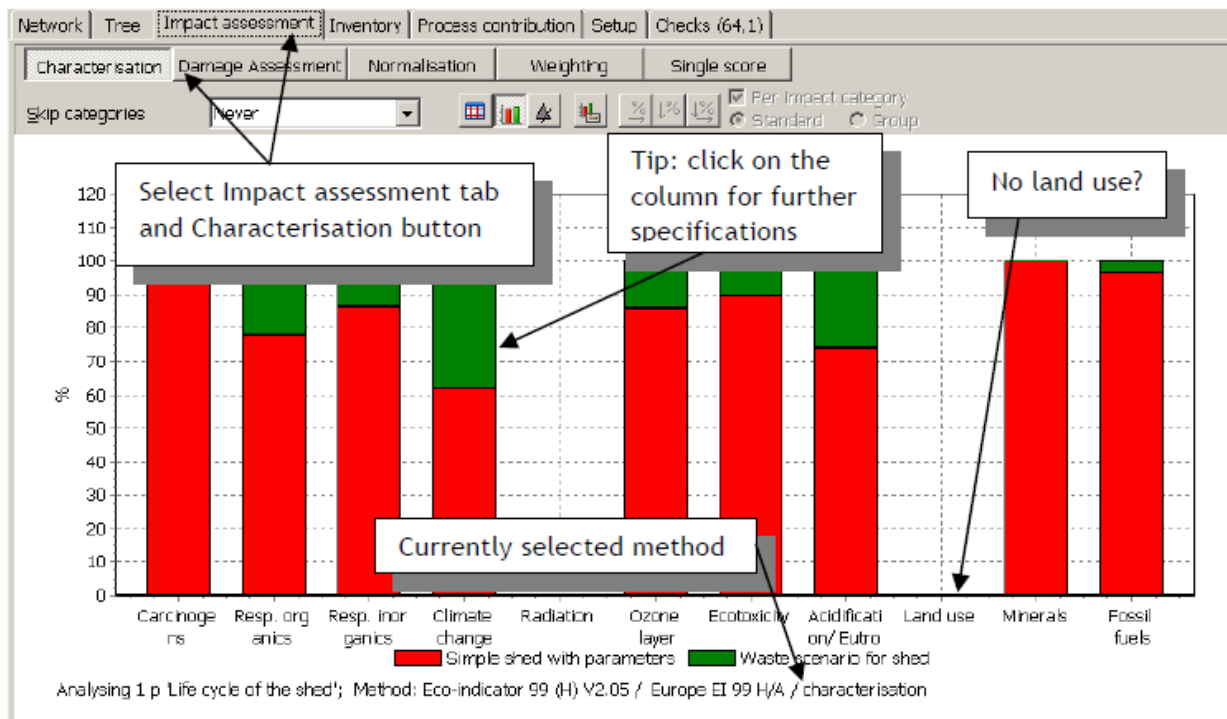 Network Tree Impact assessment Inventory Process contribution Setup Checks (64,1)
Characterisation Damage Assessment Normalisation Weighting Single score
Skip categories Never Per impact category
Standard Group
Select Impact assessment tab
and Characterisation button
Tip: click on the
column for further
specifications
No land use?
120
110
100
90
80
70
60
50
40
30
20
10
0
%
Currently selected method
Carcinoge
ns
Resp. org
anics
Resp. inor
ganics
Climate
change
Radiation
Ozone
layer
Ecotoxicity
Acidificati
on/ Eutro
Land use
Minerals
Fossil
fuels
Simple shed with parameters Waste scenario for shed
Analysing 1 p 'Life cycle of the shed'; Method: Eco-indicator 99 (H) V2.05 / Europe EI 99 H/A / characterisation